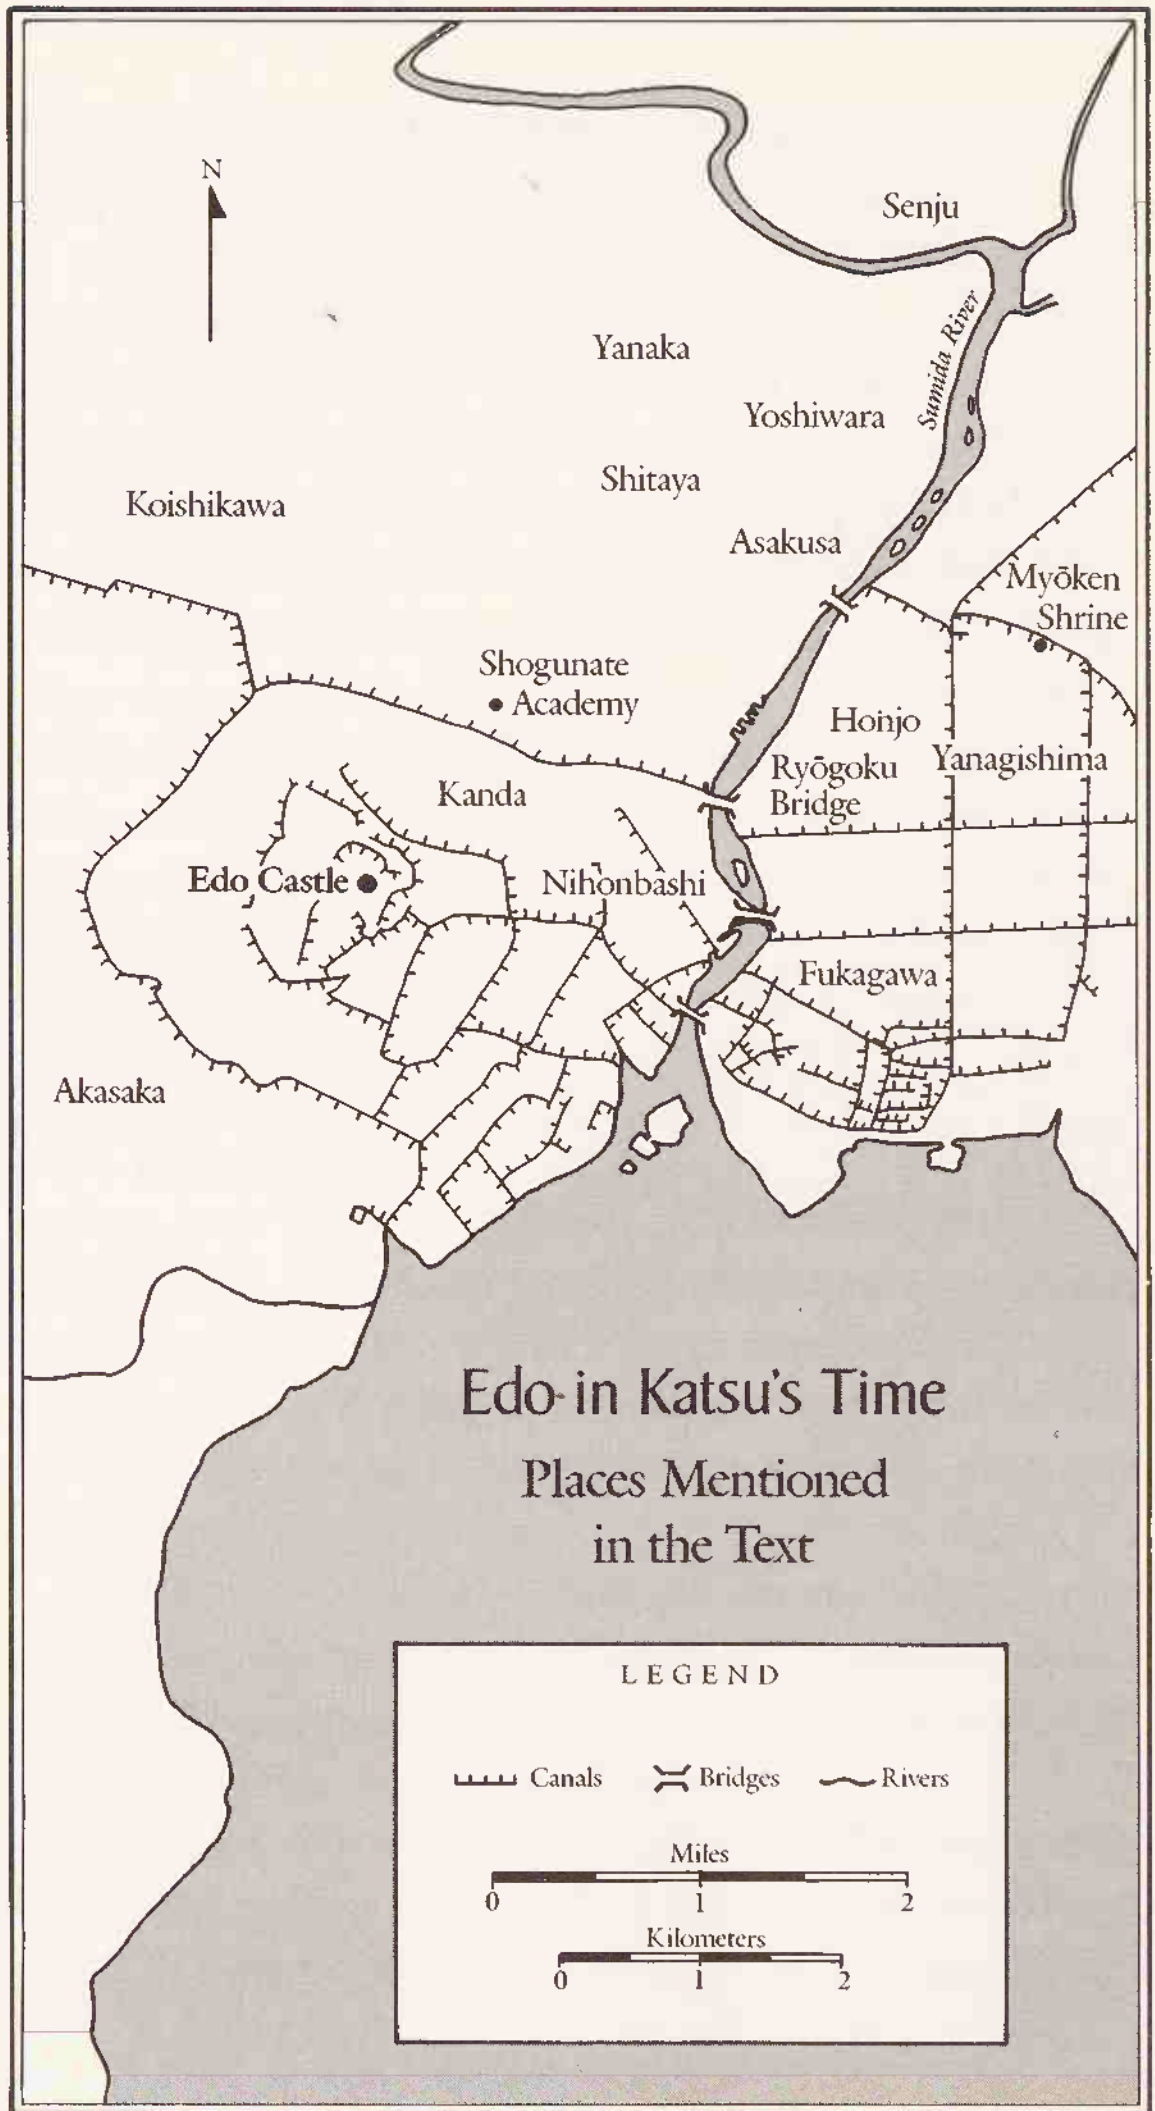 N
Senju
Sumida River
Yanaka
Yoshiwara
Shitaya
Koishikawa
Asakusa
Myōken
Shrine
Shogunate
Academy
Honjo
Yanagishima
Ryōgoku
Bridge
Kanda
Edo Castle
Nihonbashi
Fukagawa
Akasaka
Edo in Katsu's Time
Places Mentioned
in the Text
LEGEND
Canals Bridges Rivers
Miles
0 1 2
Kilometers
0 1 2